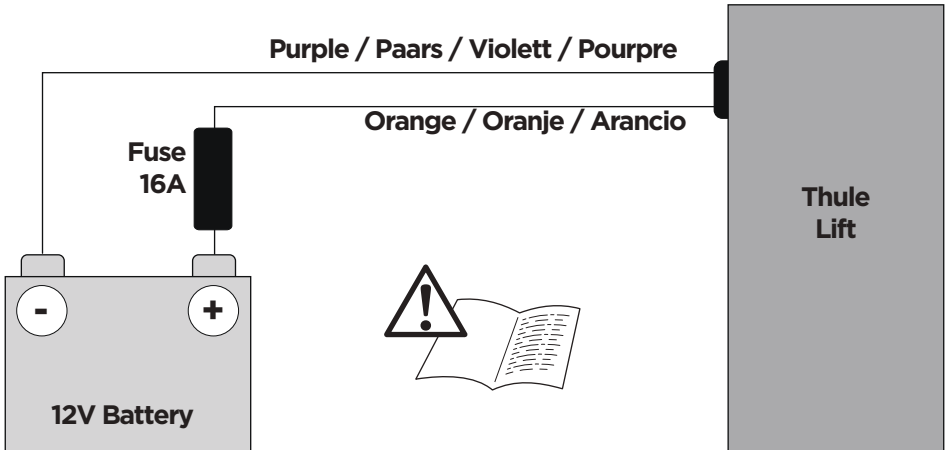 Purple / Paars / Violett / Pourpre
Orange / Oranje / Arancio
Fuse
16A
Thule
Lift
-
+
12V Battery